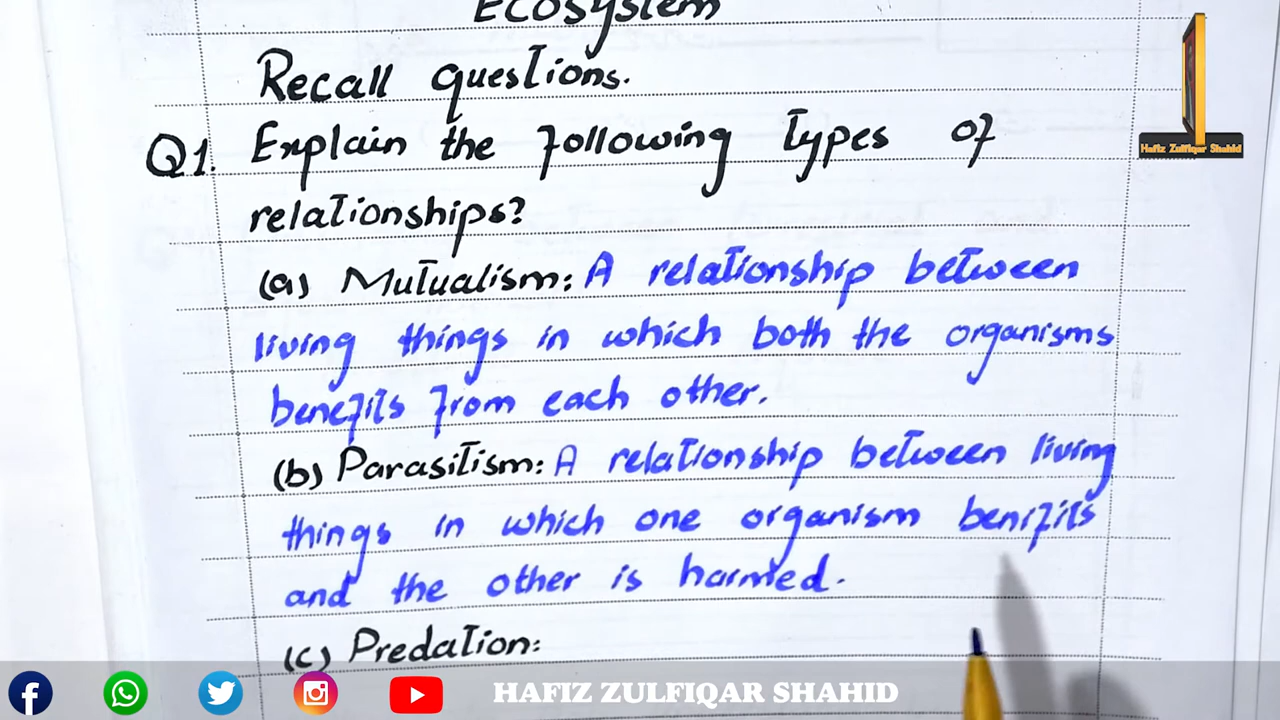 Ecosystem
Recall questions.
Q1. Explain the following types of
relationships?
(a) Mutualism: A relationship between
living things in which both the organisms
benefits from each other.
(b) Parasitism: A relationship between living
things in which one organism benifits
and the other is harmed.
(c) Predation:
Hafiz Zulfiqar Shahid
HAFIZ ZULFIQAR SHAHID